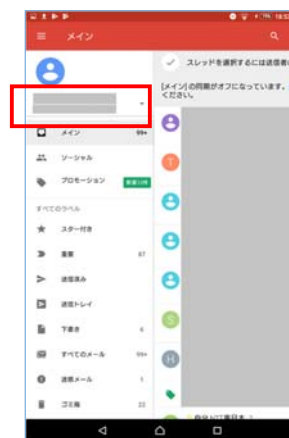 メイン
スレッドを選択するには送信者
[メイン]の同期がオフになっています。
ください。
メイン 99+
T
ソーシャル
プロモーション
すべてのラベル
スター付き
重要 87
送信済み
送信トレイ
S
下書き 6
すべてのメール 99+
H
迷惑メール 1
ゴミ箱 22